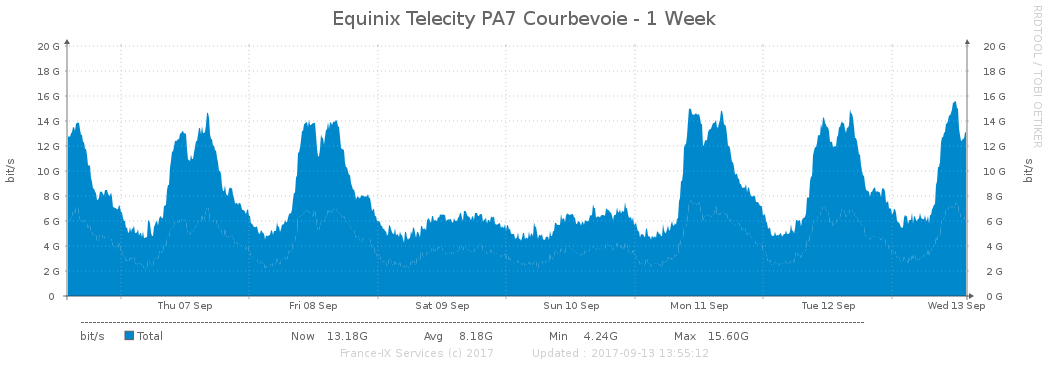 Equinix Telecity PA7 Courbevoie - 1 Week
RRDTOOL / TOBI OETIKER
20 G 20 G
18 G 18 G
16 G 16 G
14 G 14 G
12 G 12 G
10 G 10 G
8 G 8 G
6 G 6 G
4 G 4 G
2 G 2 G
0 0 G
bit/s bit/s
Thu 07 Sep Fri 08 Sep Sat 09 Sep Sun 10 Sep Mon 11 Sep Tue 12 Sep Wed 13 Sep
bit/s Total Now 13.18G Avg 8.18G Min 4.24G Max 15.60G
France-IX Services (c) 2017 Updated : 2017-09-13 13:55:12